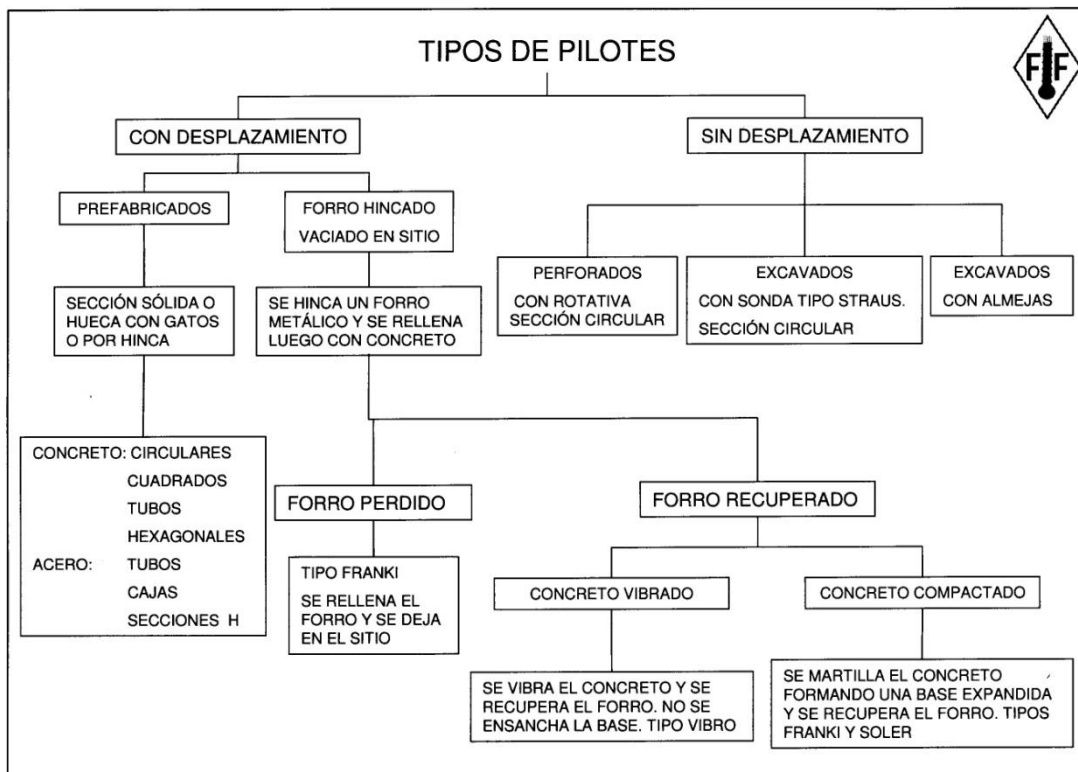 TIPOS DE PILOTES
F F
CON DESPLAZAMIENTO
SIN DESPLAZAMIENTO
PREFABRICADOS
FORRO HINCADO
VACIADO EN SITIO
PERFORADOS
CON ROTATIVA
SECCIÓN CIRCULAR
EXCAVADOS
CON SONDA TIPO STRAUS.
SECCIÓN CIRCULAR
EXCAVADOS
CON ALMEJAS
SECCIÓN SÓLIDA O
HUECA CON GATOS
O POR HINCA
SE HINCA UN FORRO
METÁLICO Y SE RELLENA
LUEGO CON CONCRETO
CONCRETO: CIRCULARES
CUADRADOS
TUBOS
HEXAGONALES
ACERO: TUBOS
CAJAS
SECCIONES H
FORRO PERDIDO
FORRO RECUPERADO
TIPO FRANKI
SE RELLENA EL
FORRO Y SE DEJA
EN EL SITIO
CONCRETO VIBRADO
CONCRETO COMPACTADO
SE VIBRA EL CONCRETO Y SE
RECUPERA EL FORRO. NO SE
ENSANCHA LA BASE. TIPO VIBRO
SE MARTILLA EL CONCRETO
FORMANDO UNA BASE EXPANDIDA
Y SE RECUPERA EL FORRO. TIPOS
FRANKI Y SOLER